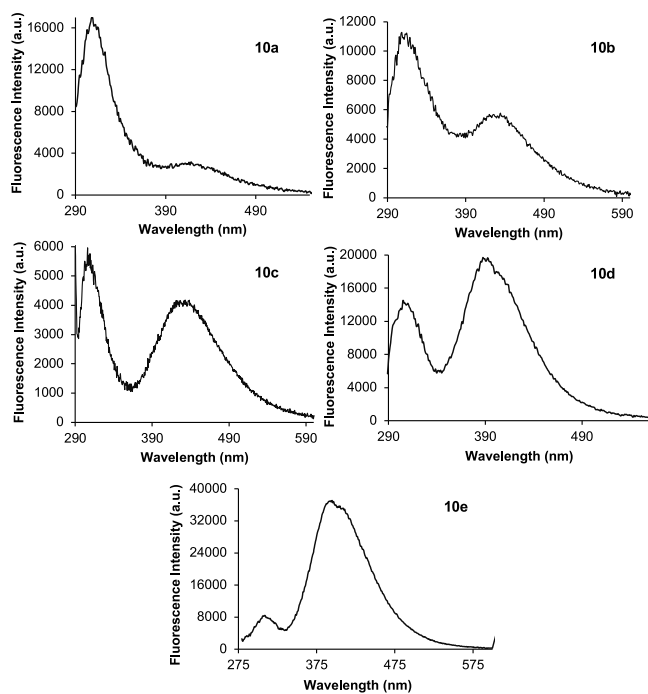 10a
Fluorescence Intensity (a.u.)
16000
12000
8000
4000
0
290 390 490
Wavelength (nm)
10b
Fluorescence Intensity (a.u.)
12000
10000
8000
6000
4000
2000
0
290 390 490 590
Wavelength (nm)
10c
Fluorescence Intensity (a.u.)
6000
5000
4000
3000
2000
1000
0
290 390 490 590
Wavelength (nm)
10d
Fluorescence Intensity (a.u.)
20000
16000
12000
8000
4000
0
290 390 490
Wavelength (nm)
10e
Fluorescence Intensity (a.u.)
40000
32000
24000
16000
8000
0
275 375 475 575
Wavelength (nm)